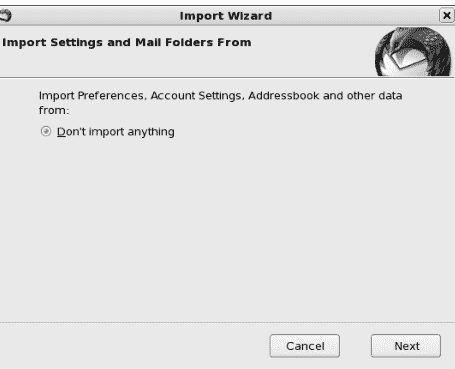 Import Wizard
Import Settings and Mail Folders From
Import Preferences, Account Settings, Addressbook and other data
from:
Don't import anything
Cancel
Next